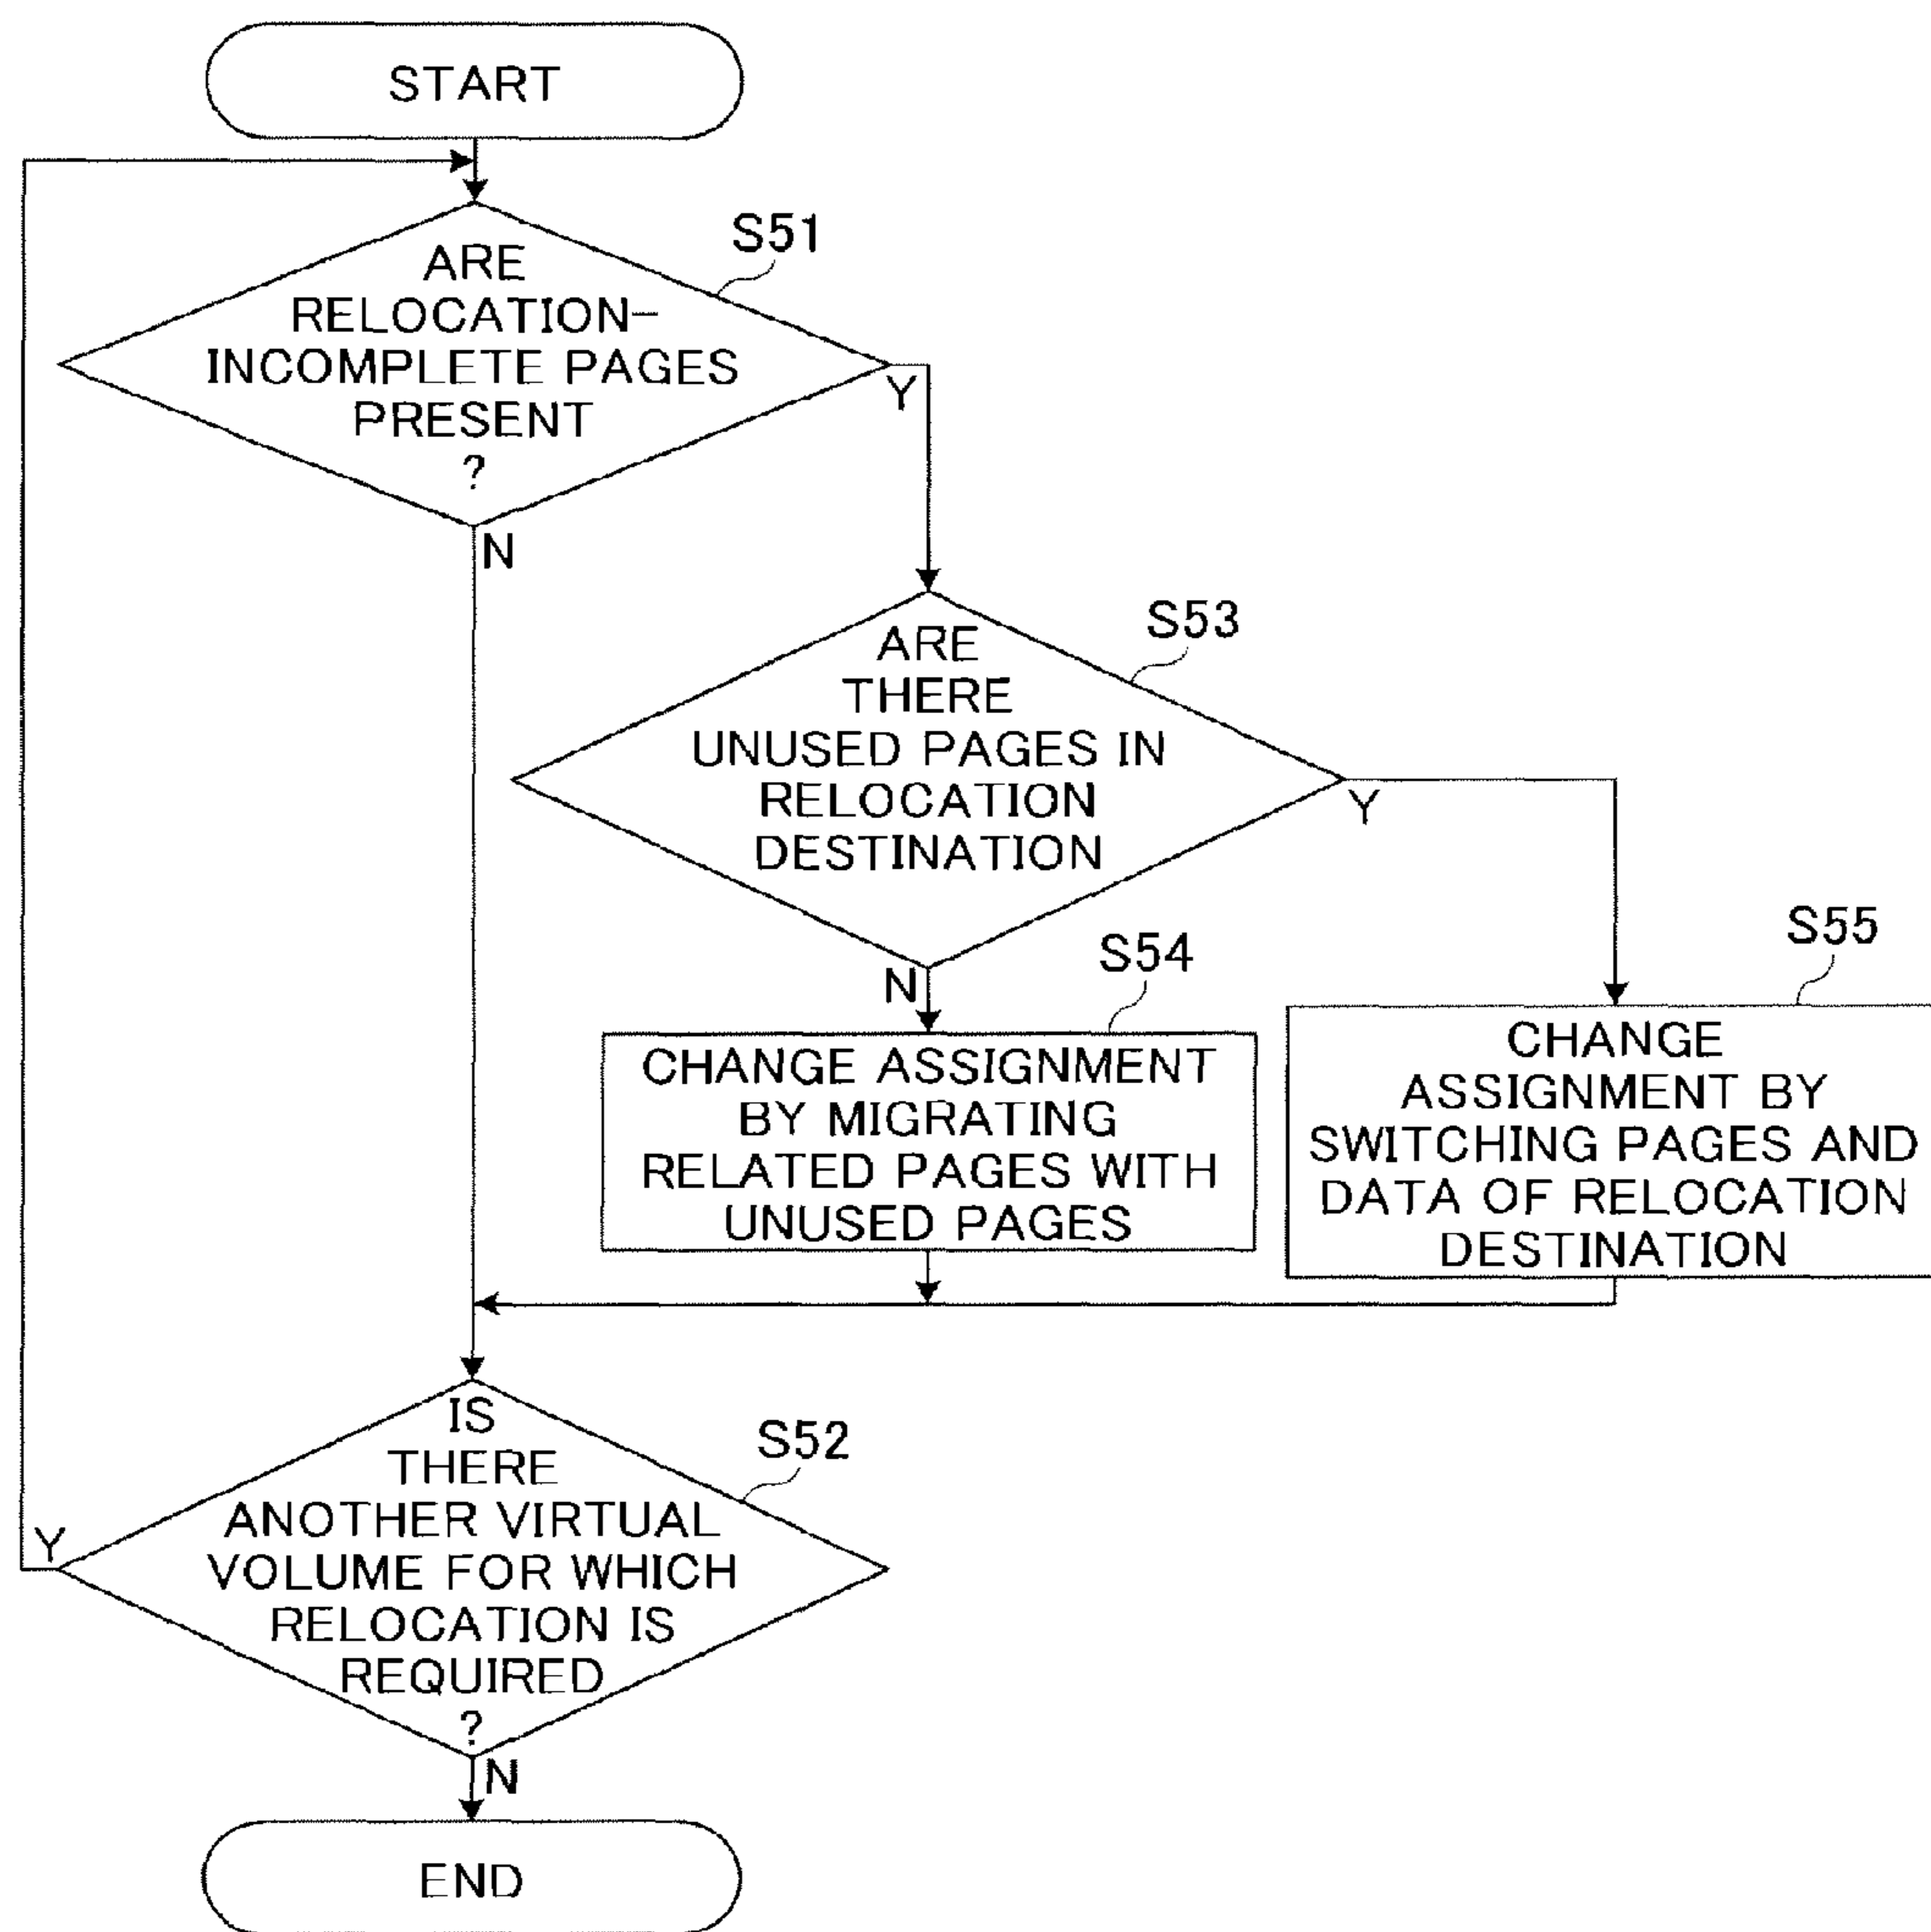 START
S51
ARE
RELOCATION-
INCOMPLETE PAGES
PRESENT
?
Y
N
S53
ARE
THERE
UNUSED PAGES IN
RELOCATION
DESTINATION
Y
N
S54
CHANGE ASSIGNMENT
BY MIGRATING
RELATED PAGES WITH
UNUSED PAGES
S55
CHANGE
ASSIGNMENT BY
SWITCHING PAGES AND
DATA OF RELOCATION
DESTINATION
S52
IS
THERE
ANOTHER VIRTUAL
VOLUME FOR WHICH
RELOCATION IS
REQUIRED
?
Y
N
END